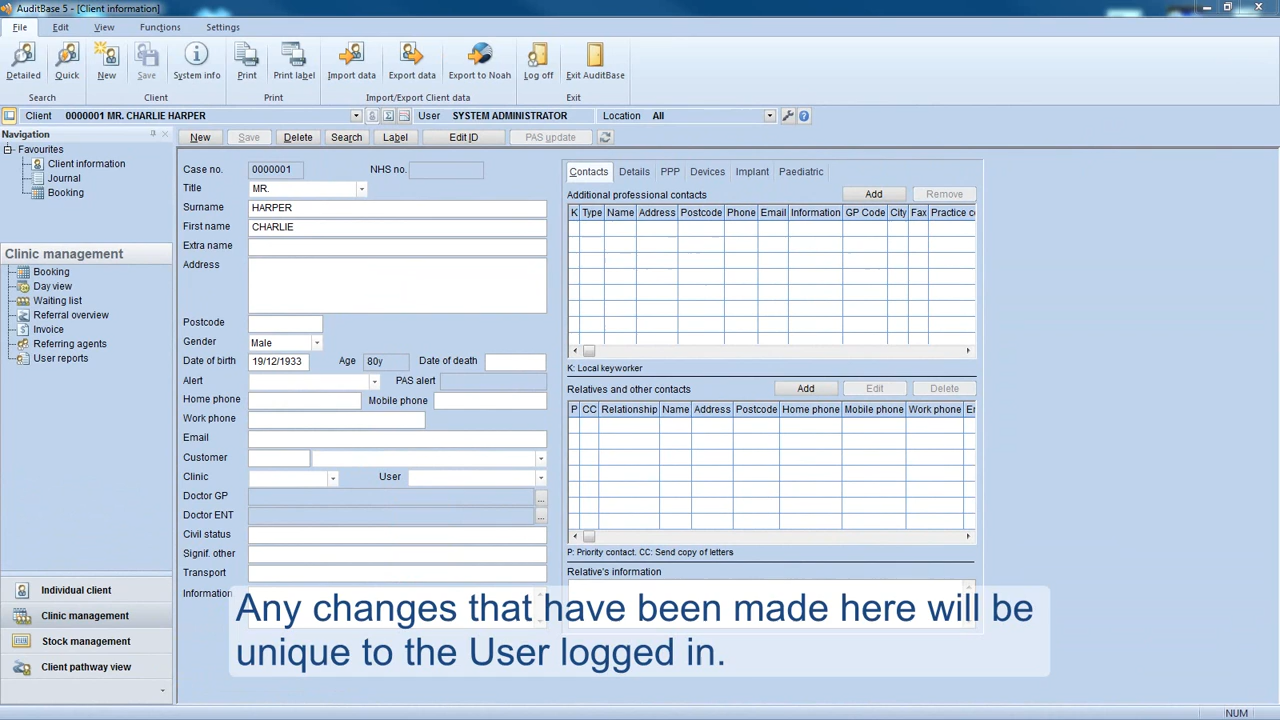 AuditBase 5 - [Client information]
File Edit View Functions Settings
Detailed Quick New Save System info Print Print label Import data Export data Export to Noah Log off Exit AuditBase
Search Client Print Import/Export Client data Exit
Client 0000001 MR. CHARLIE HARPER User SYSTEM ADMINISTRATOR Location All
Navigation
New Save Delete Search Label Edit ID PAS update
Favourites
Client information
Journal
Booking
Clinic management
Booking
Day view
Waiting list
Referral overview
Invoice
Referring agents
User reports
Individual client
Clinic management
Stock management
Client pathway view
Case no. 0000001 NHS no.
Title MR.
Surname HARPER
First name CHARLIE
Extra name
Address
Postcode
Gender Male
Date of birth 19/12/1933 Age 80y Date of death
Alert PAS alert
Home phone Mobile phone
Work phone
Email
Customer
Clinic User
Doctor GP ...
Doctor ENT ...
Civil status
Signif. other
Transport
Information
Contacts Details PPP Devices Implant Paediatric
Additional professional contacts Add Remove
K Type Name Address Postcode Phone Email Information GP Code City Fax Practice c
K: Local keyworker
Relatives and other contacts Add Edit Delete
P CC Relationship Name Address Postcode Home phone Mobile phone Work phone Er
P: Priority contact. CC: Send copy of letters
Relative's information
Any changes that have been made here will be
unique to the User logged in.
NUM